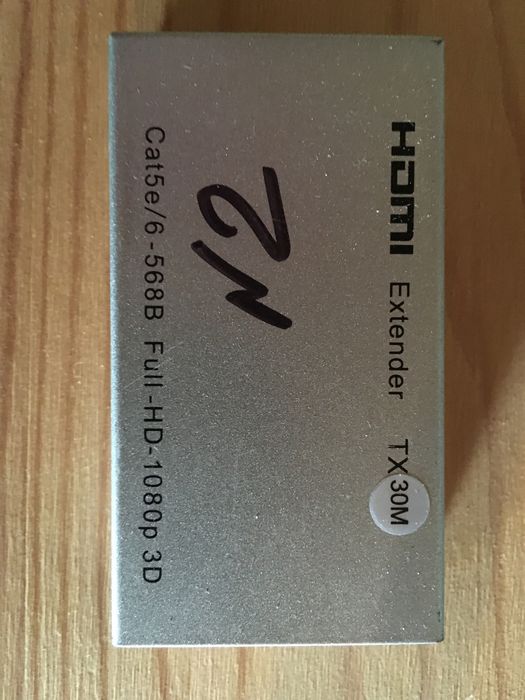 HDMI Extender TX 30M
Cat5e/6-568B Full-HD-1080p 3D